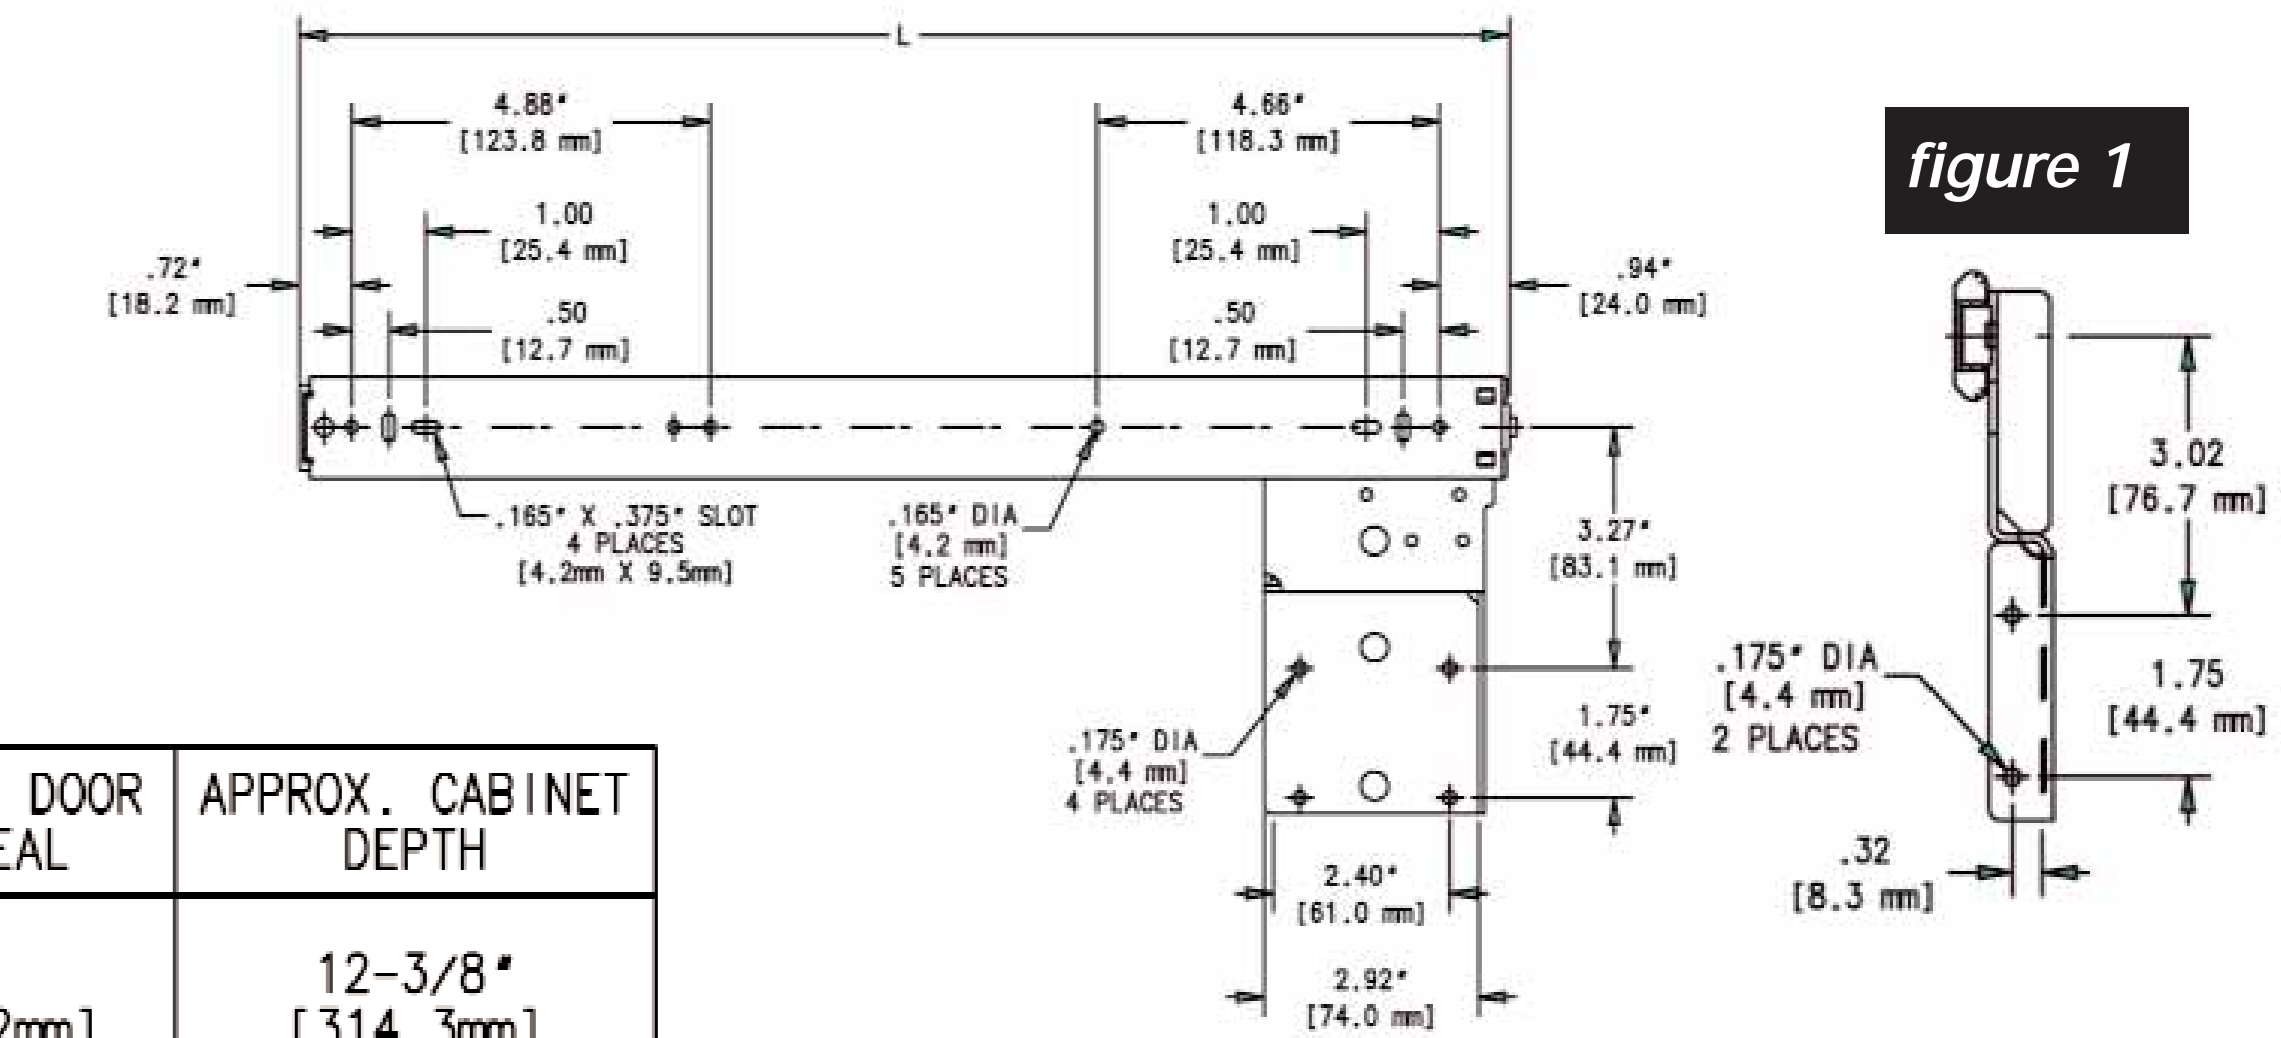 L
4.88"
[123.8 mm]
4.66"
[118.3 mm]
figure 1
1.00
[25.4 mm]
1.00
[25.4 mm]
.72"
[18.2 mm]
.94"
[24.0 mm]
.50
[12.7 mm]
.50
[12.7 mm]
3.02
[76.7 mm]
.165" X .375" SLOT
4 PLACES
[4.2mm X 9.5mm]
.165" DIA
[4.2 mm]
5 PLACES
3.27"
[83.1 mm]
.175" DIA
[4.4 mm]
2 PLACES
1.75
[44.4 mm]
1.75"
[44.4 mm]
.175" DIA
[4.4 mm]
4 PLACES
.32
[8.3 mm]
2.40"
[61.0 mm]
2.92"
[74.0 mm]
DOOR
EAL
APPROX. CABINET
DEPTH
2mm]
12-3/8"
[314.3mm]